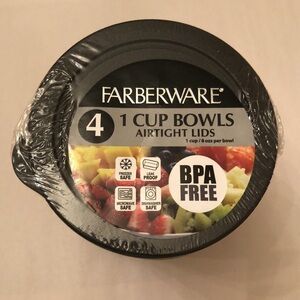 FARBERWARE®
4
1 CUP BOWLS
AIRTIGHT LIDS
1 cup / 8 ozs per bowl
FREEZER SAFE
LEAK PROOF
BPA
FREE
MICROWAVE SAFE
DISHWASHER SAFE